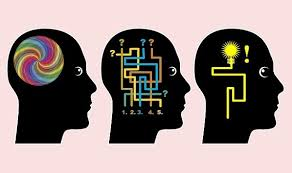 ? ? ?
?
1. 2. 3. 4. 5.
!